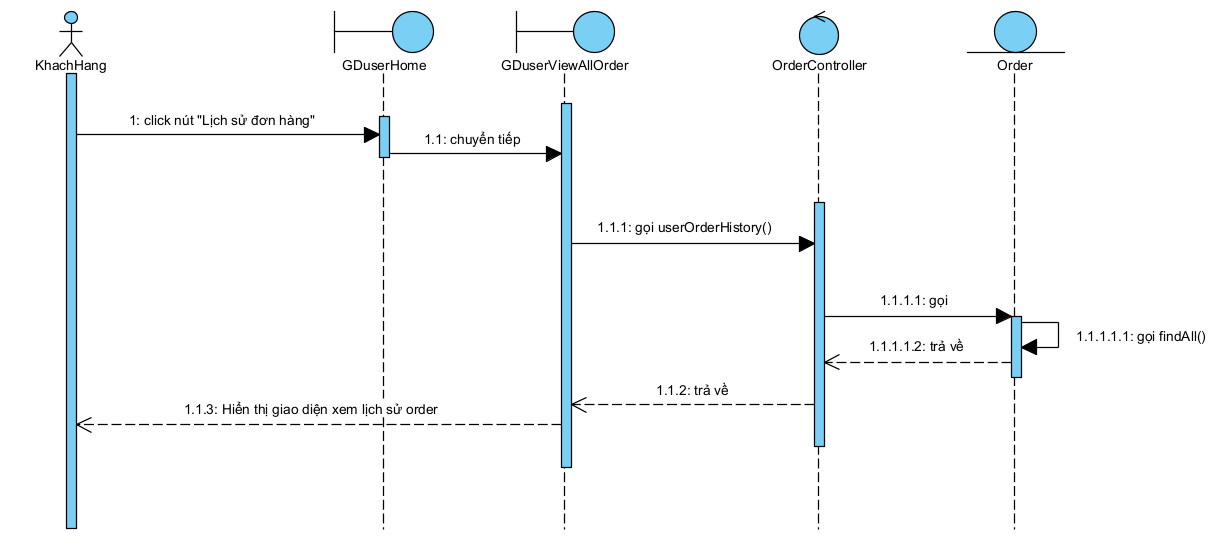 KhachHang
GDuserHome
GDuserViewAllOrder
OrderController
Order
1: click nút "Lịch sử đơn hàng"
1.1: chuyển tiếp
1.1.1: gọi userOrderHistory()
1.1.1.1: gọi
1.1.1.1.1: gọi findAll()
1.1.1.1.2: trả về
1.1.2: trả về
1.1.3: Hiển thị giao diện xem lịch sử order